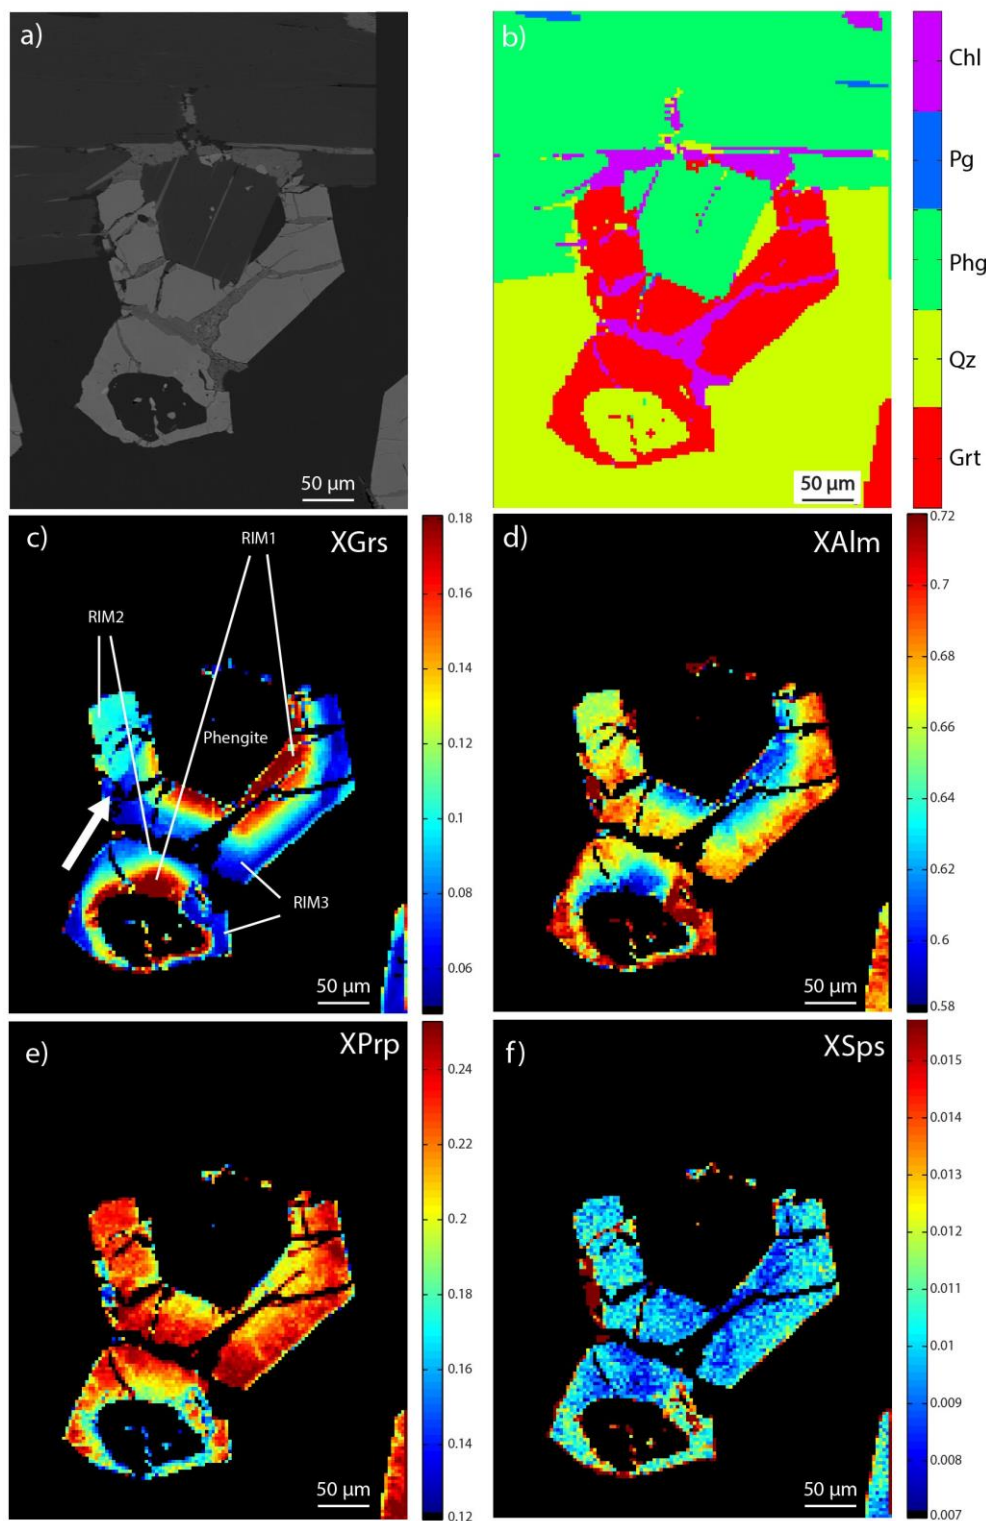 a)
50 µm
b)
50 µm
Chl
Pg
Phg
Qz
Grt
c)
RIM1
XGrs
RIM2
Phengite
RIM3
50 µm
0.18
0.16
0.14
0.12
0.1
0.08
0.06
d)
XAlm
50 µm
0.72
0.7
0.68
0.66
0.64
0.62
0.6
0.58
e)
XPrp
50 µm
0.24
0.22
0.2
0.18
0.16
0.14
0.12
f)
XSps
50 µm
0.015
0.014
0.013
0.012
0.011
0.01
0.009
0.008
0.007